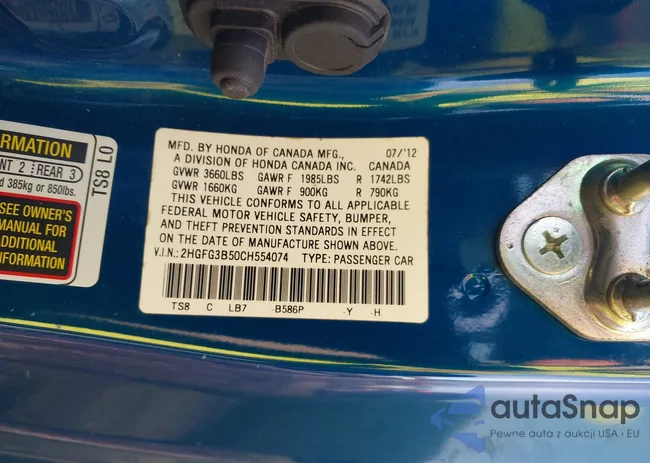 RMATION
NT 2 REAR 3
d 385kg or 850lbs.
SEE OWNER'S
MANUAL FOR
ADDITIONAL
NFORMATION
TS8 L0
MFD. BY HONDA OF CANADA MFG., 07/'12
A DIVISION OF HONDA CANADA INC. CANADA
GVWR 3660LBS GAWR F 1985LBS R 1742LBS
GVWR 1660KG GAWR F 900KG R 790KG
THIS VEHICLE CONFORMS TO ALL APPLICABLE
FEDERAL MOTOR VEHICLE SAFETY, BUMPER,
AND THEFT PREVENTION STANDARDS IN EFFECT
ON THE DATE OF MANUFACTURE SHOWN ABOVE.
V.I.N.: 2HGFG3B50CH554074 TYPE: PASSENGER CAR
TS8 C LB7 -B586P -Y -H
autaSnap
Pewne auta z aukcji USA i EU